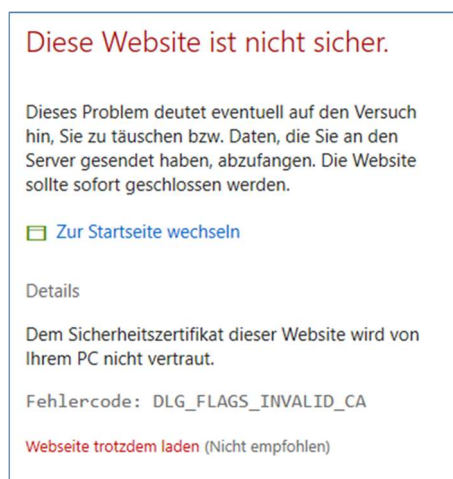 Diese Website ist nicht sicher.
Dieses Problem deutet eventuell auf den Versuch
hin, Sie zu täuschen bzw. Daten, die Sie an den
Server gesendet haben, abzufangen. Die Website
sollte sofort geschlossen werden.
Zur Startseite wechseln
Details
Dem Sicherheitszertifikat dieser Website wird von
Ihrem PC nicht vertraut.
Fehlercode: DLG_FLAGS_INVALID_CA
Webseite trotzdem laden (Nicht empfohlen)